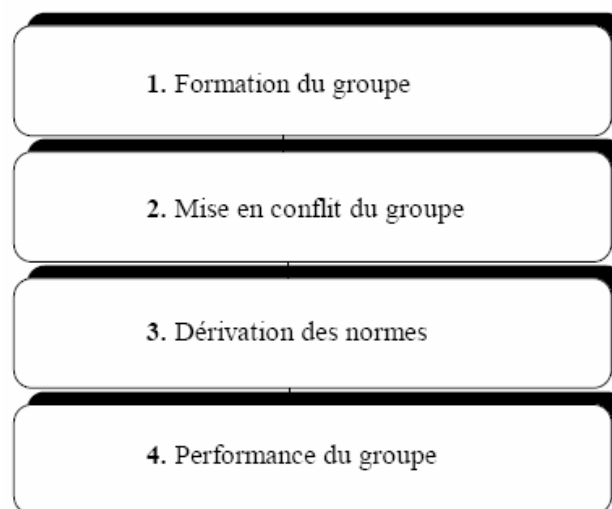 1. Formation du groupe
2. Mise en conflit du groupe
3. Dérivation des normes
4. Performance du groupe